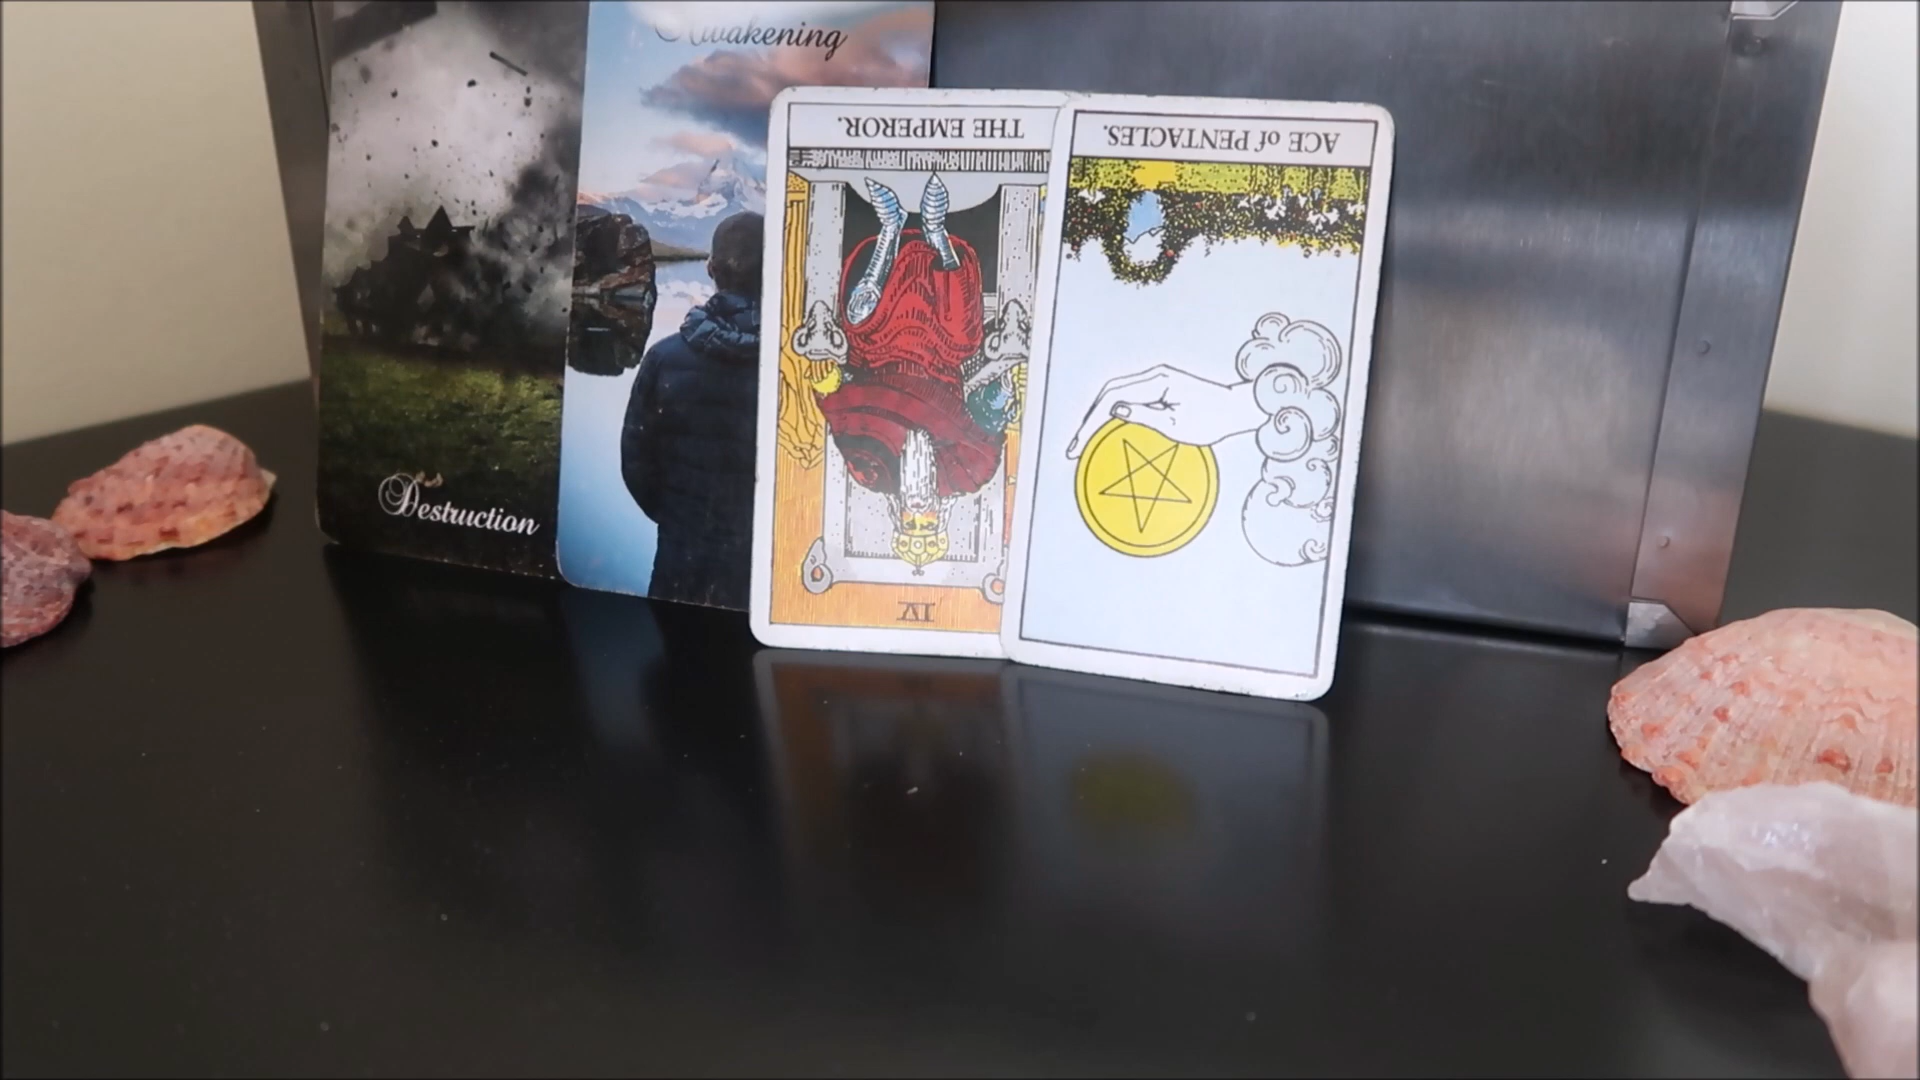 Awakening
Destruction
THE EMPEROR.
IV
ACE of PENTACLES.